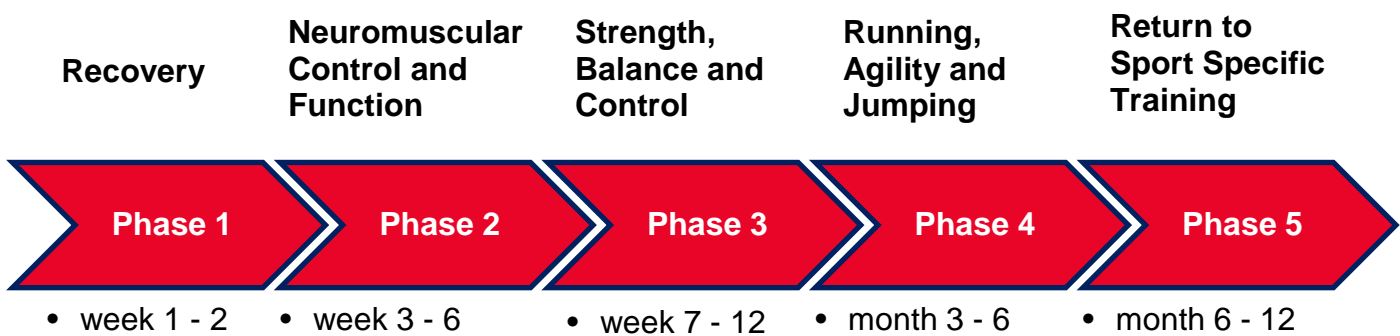 Recovery
Neuromuscular
Control and
Function
Strength,
Balance and
Control
Running,
Agility and
Jumping
Return to
Sport Specific
Training
Phase 1
Phase 2
Phase 3
Phase 4
Phase 5
• week 1 - 2
• week 3 - 6
• week 7 - 12
• month 3 - 6
• month 6 - 12